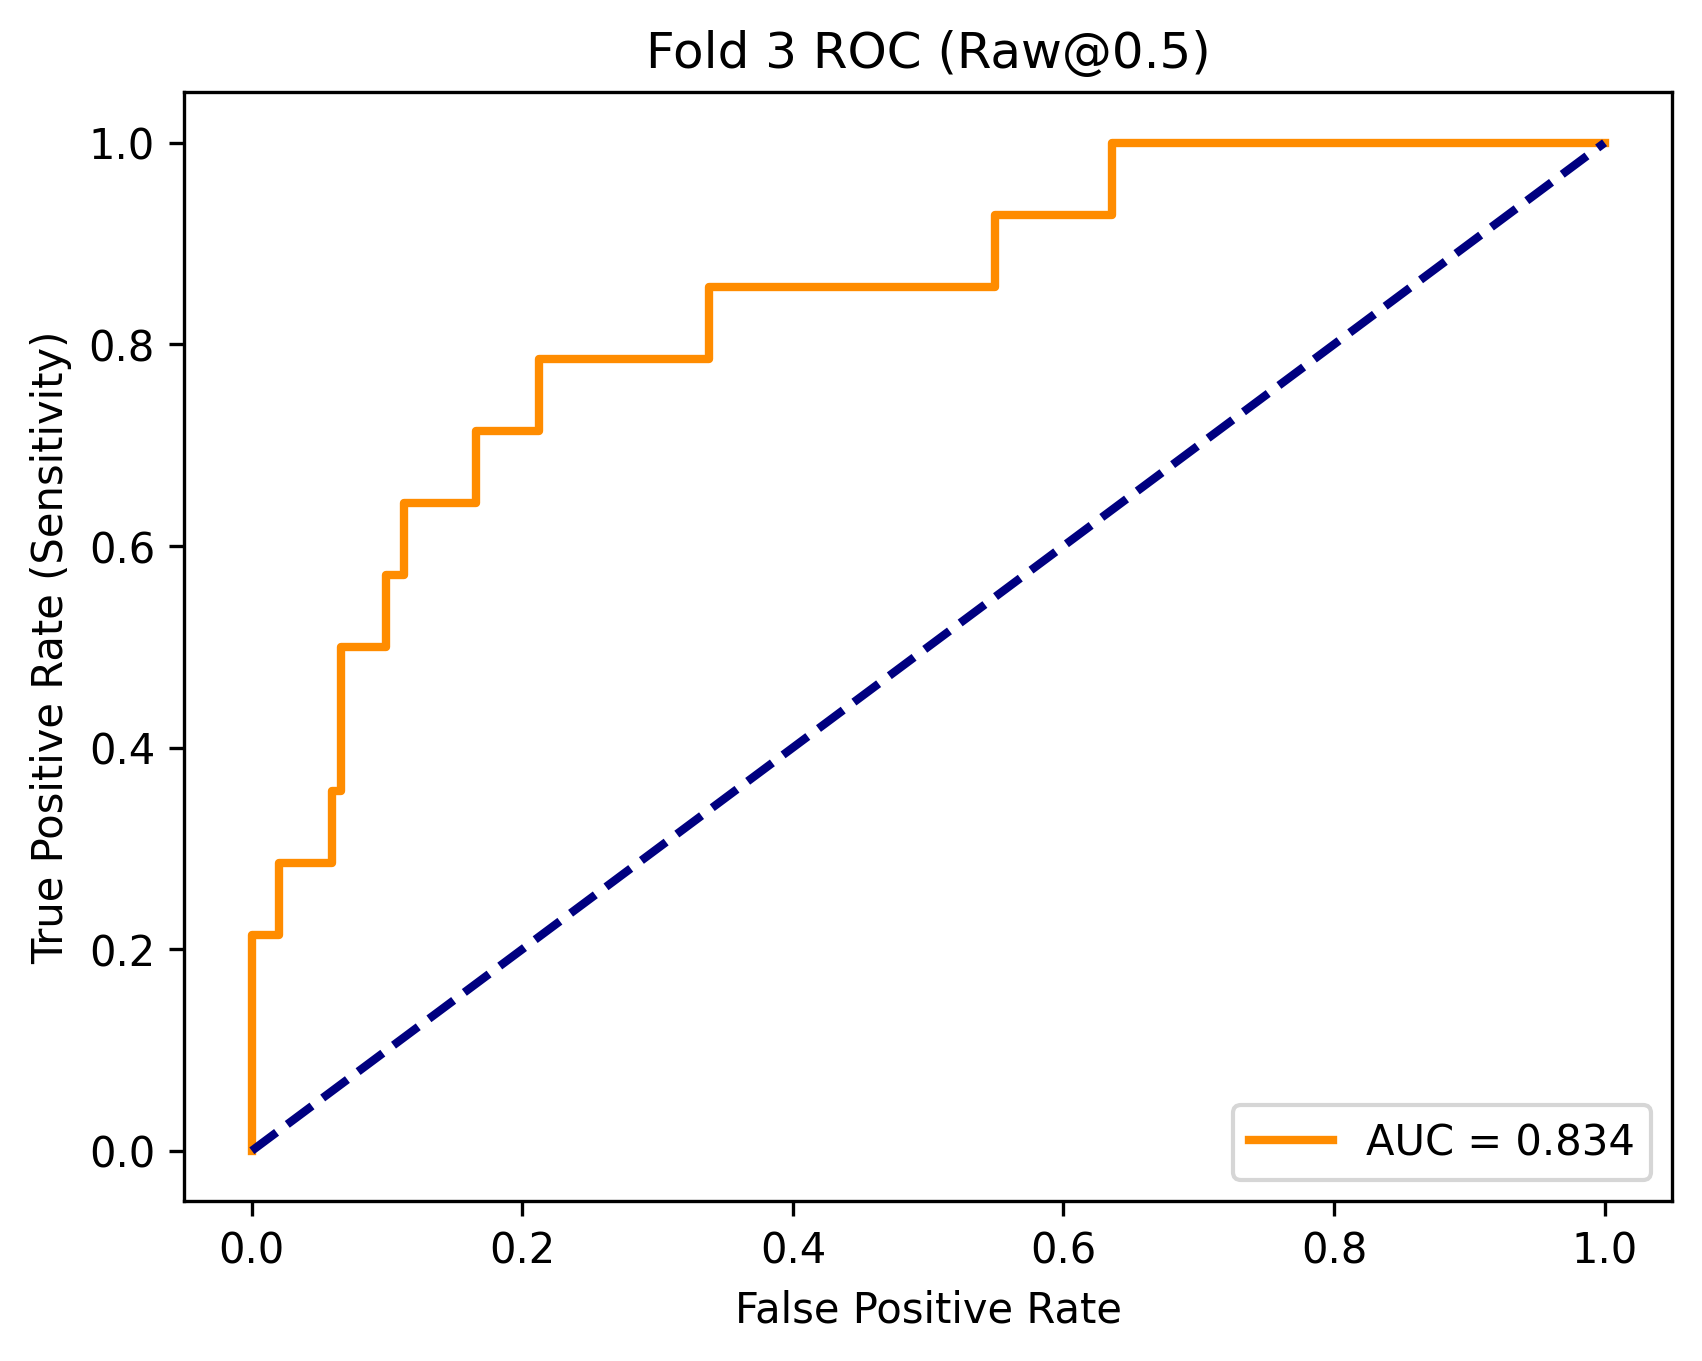 Fold 3 ROC (Raw@0.5)
True Positive Rate (Sensitivity)
1.0
0.8
0.6
0.4
0.2
0.0
AUC = 0.834
0.0 0.2 0.4 0.6 0.8 1.0
False Positive Rate